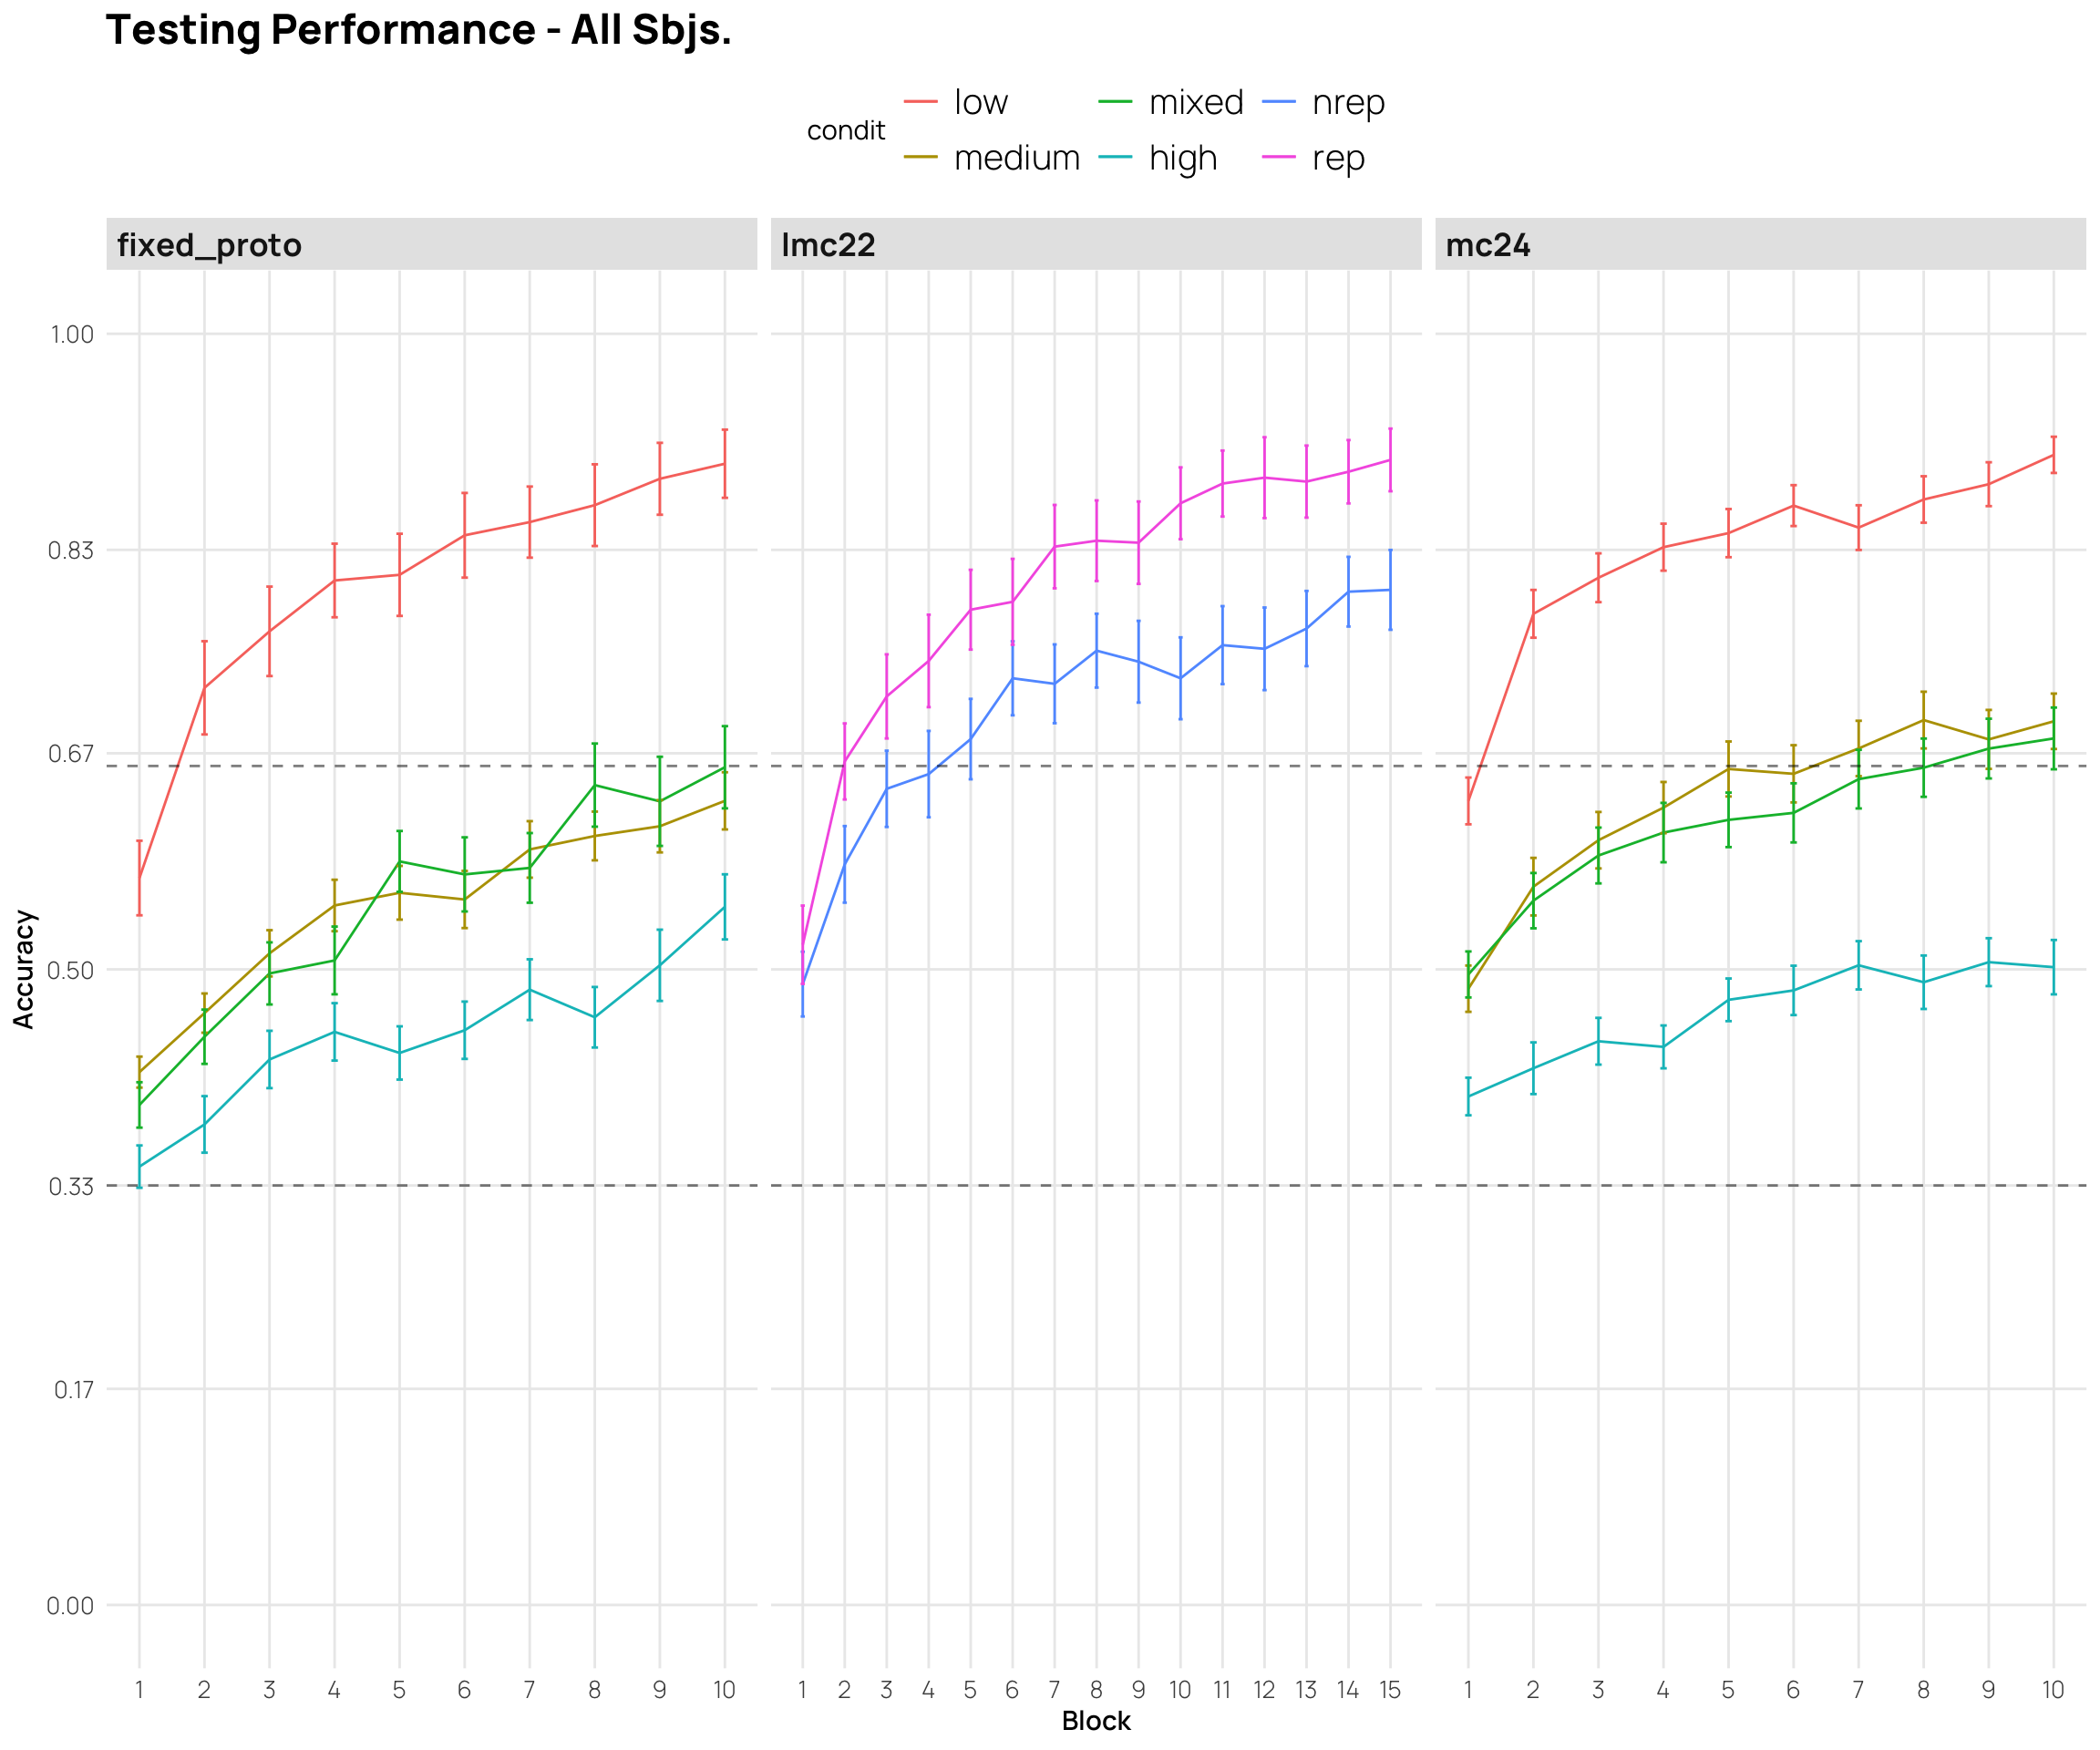 Testing Performance - All Sbjs.
condit
low mixed nrep
medium high rep
fixed_proto lmc22 mc24
Accuracy
1.00
0.83
0.67
0.50
0.33
0.17
0.00
1 2 3 4 5 6 7 8 9 10 1 2 3 4 5 6 7 8 9 10 11 12 13 14 15 1 2 3 4 5 6 7 8 9 10
Block